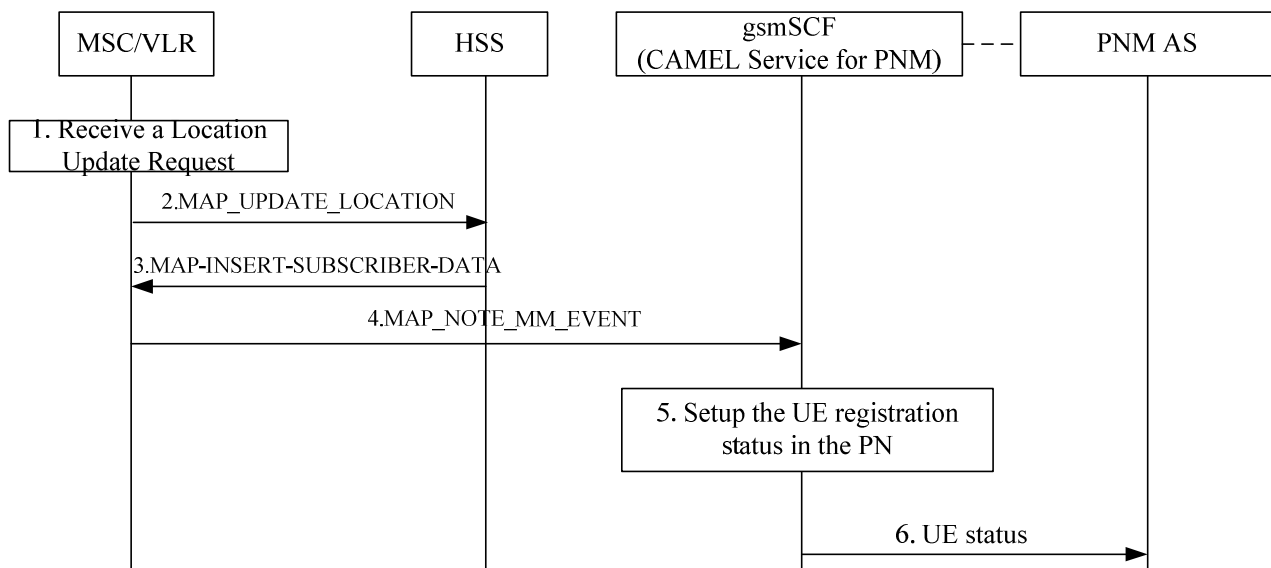 MSC/VLR
HSS
gsmSCF
(CAMEL Service for PNM)
PNM AS
1. Receive a Location
Update Request
2.MAP_UPDATE_LOCATION
3.MAP-INSERT-SUBSCRIBER-DATA
4.MAP_NOTE_MM_EVENT
5. Setup the UE registration
status in the PN
6. UE status